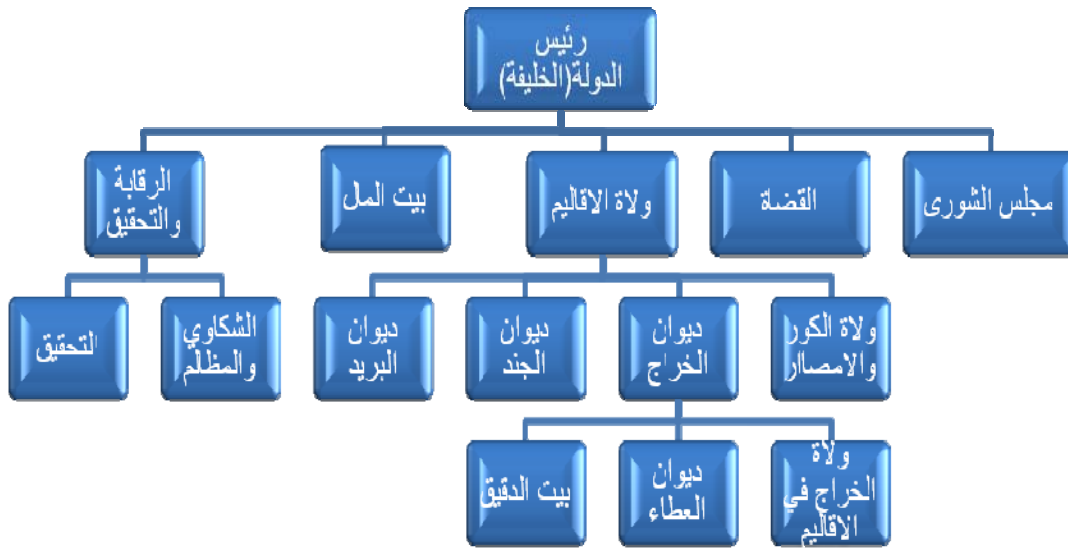 رئيس
الدولة(الخليفة)
مجلس الشورى
القضاة
ولاة الاقاليم
بيت المال
الرقابة
والتحقيق
ولاة الكور
والامصاار
ديوان
الخراج
ديوان
الجند
ديوان
البريد
الشكاوي
والمظالم
التحقيق
ولاة
الخراج في
الاقاليم
ديوان
العطاء
بيت الدقيق